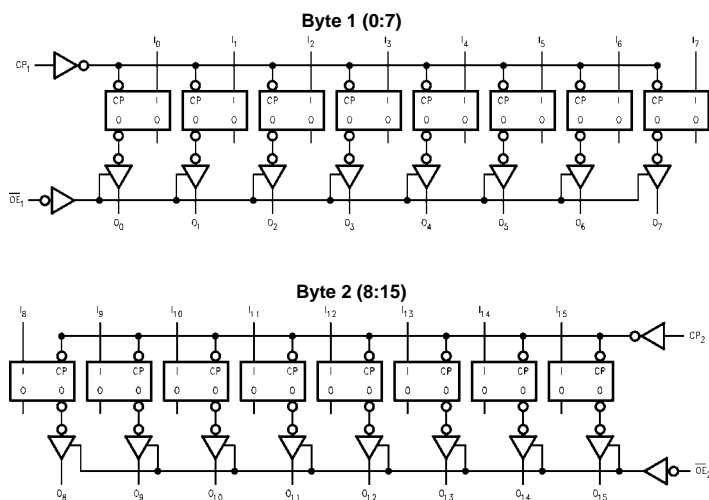 Byte 1 (0:7)
I0 I1 I2 I3 I4 I5 I6 I7
CP1
CP I CP I CP I CP I CP I CP I CP I CP I
O O O O O O O O O O O O O O O O
OE1
O0 O1 O2 O3 O4 O5 O6 O7
Byte 2 (8:15)
I8 I9 I10 I11 I12 I13 I14 I15
CP2
I CP I CP I CP I CP I CP I CP I CP I CP
O O O O O O O O O O O O O O O O
OE2
O8 O9 O10 O11 O12 O13 O14 O15